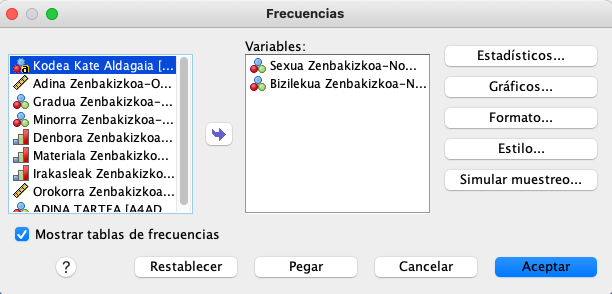 Frecuencias
Variables:
Kodea Kate Aldagaia [...
Adina Zenbakizkoa-O...
Gradua Zenbakizkoa-...
Minorra Zenbakizkoa-...
Denbora Zenbakizkoa...
Materiala Zenbakizko...
Irakasleak Zenbakizko...
Orokorra Zenbakizkoa...
ADINA TARTEA [A4AD...
Sexua Zenbakizkoa-No...
Bizilekua Zenbakizkoa-N...
Estadísticos...
Gráficos...
Formato...
Estilo...
Simular muestreo...
Mostrar tablas de frecuencias
?
Restablecer
Pegar
Cancelar
Aceptar